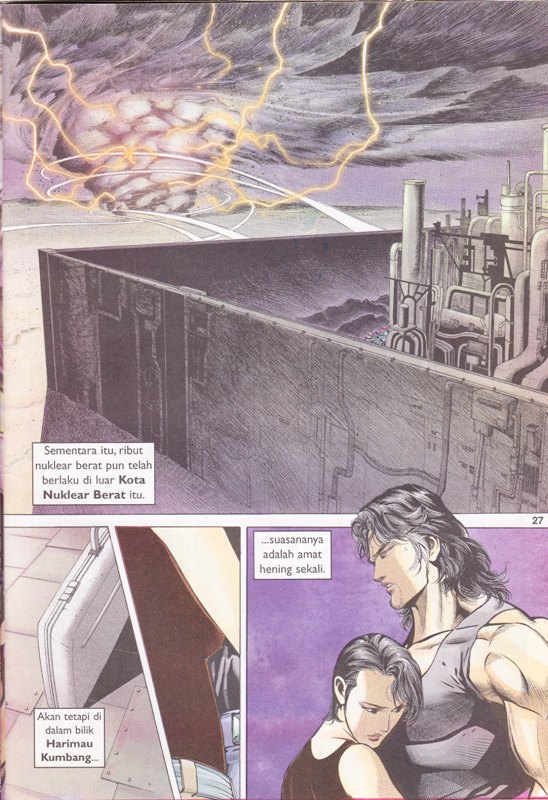 Sementara itu, ribut
nuklear berat pun telah
berlaku di luar Kota
Nuklear Berat itu.
27
Akan tetapi di
dalam bilik
Harimau
Kumbang...
...suasananya
adalah amat
hening sekali.